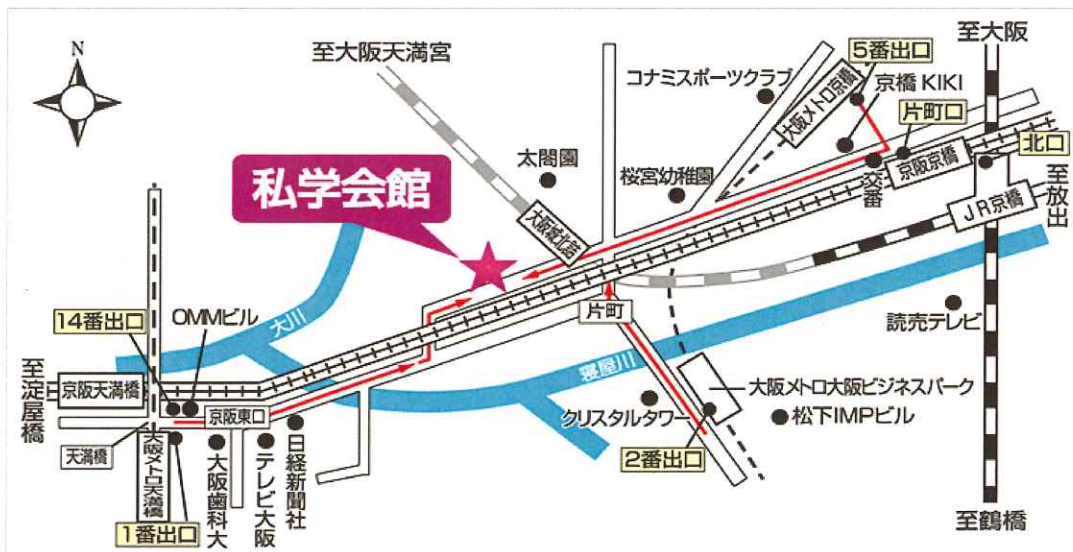 N
至大阪天満宮
コナミスポーツクラブ
5番出口
至大阪
京橋 KIKI
大阪メトロ京橋
片町口
北口
太閤園
桜宮幼稚園
交番
京阪京橋
至放出
JR京橋
私学会館
大阪城北詰
14番出口
OMMビル
大川
片町
読売テレビ
至淀屋橋
京阪天満橋
寝屋川
大阪メトロ大阪ビジネスパーク
京阪東口
クリスタルタワー
松下IMPビル
天満橋
大阪メトロ天満橋
日経新聞社
2番出口
1番出口
大阪歯科大
テレビ大阪
至鶴橋